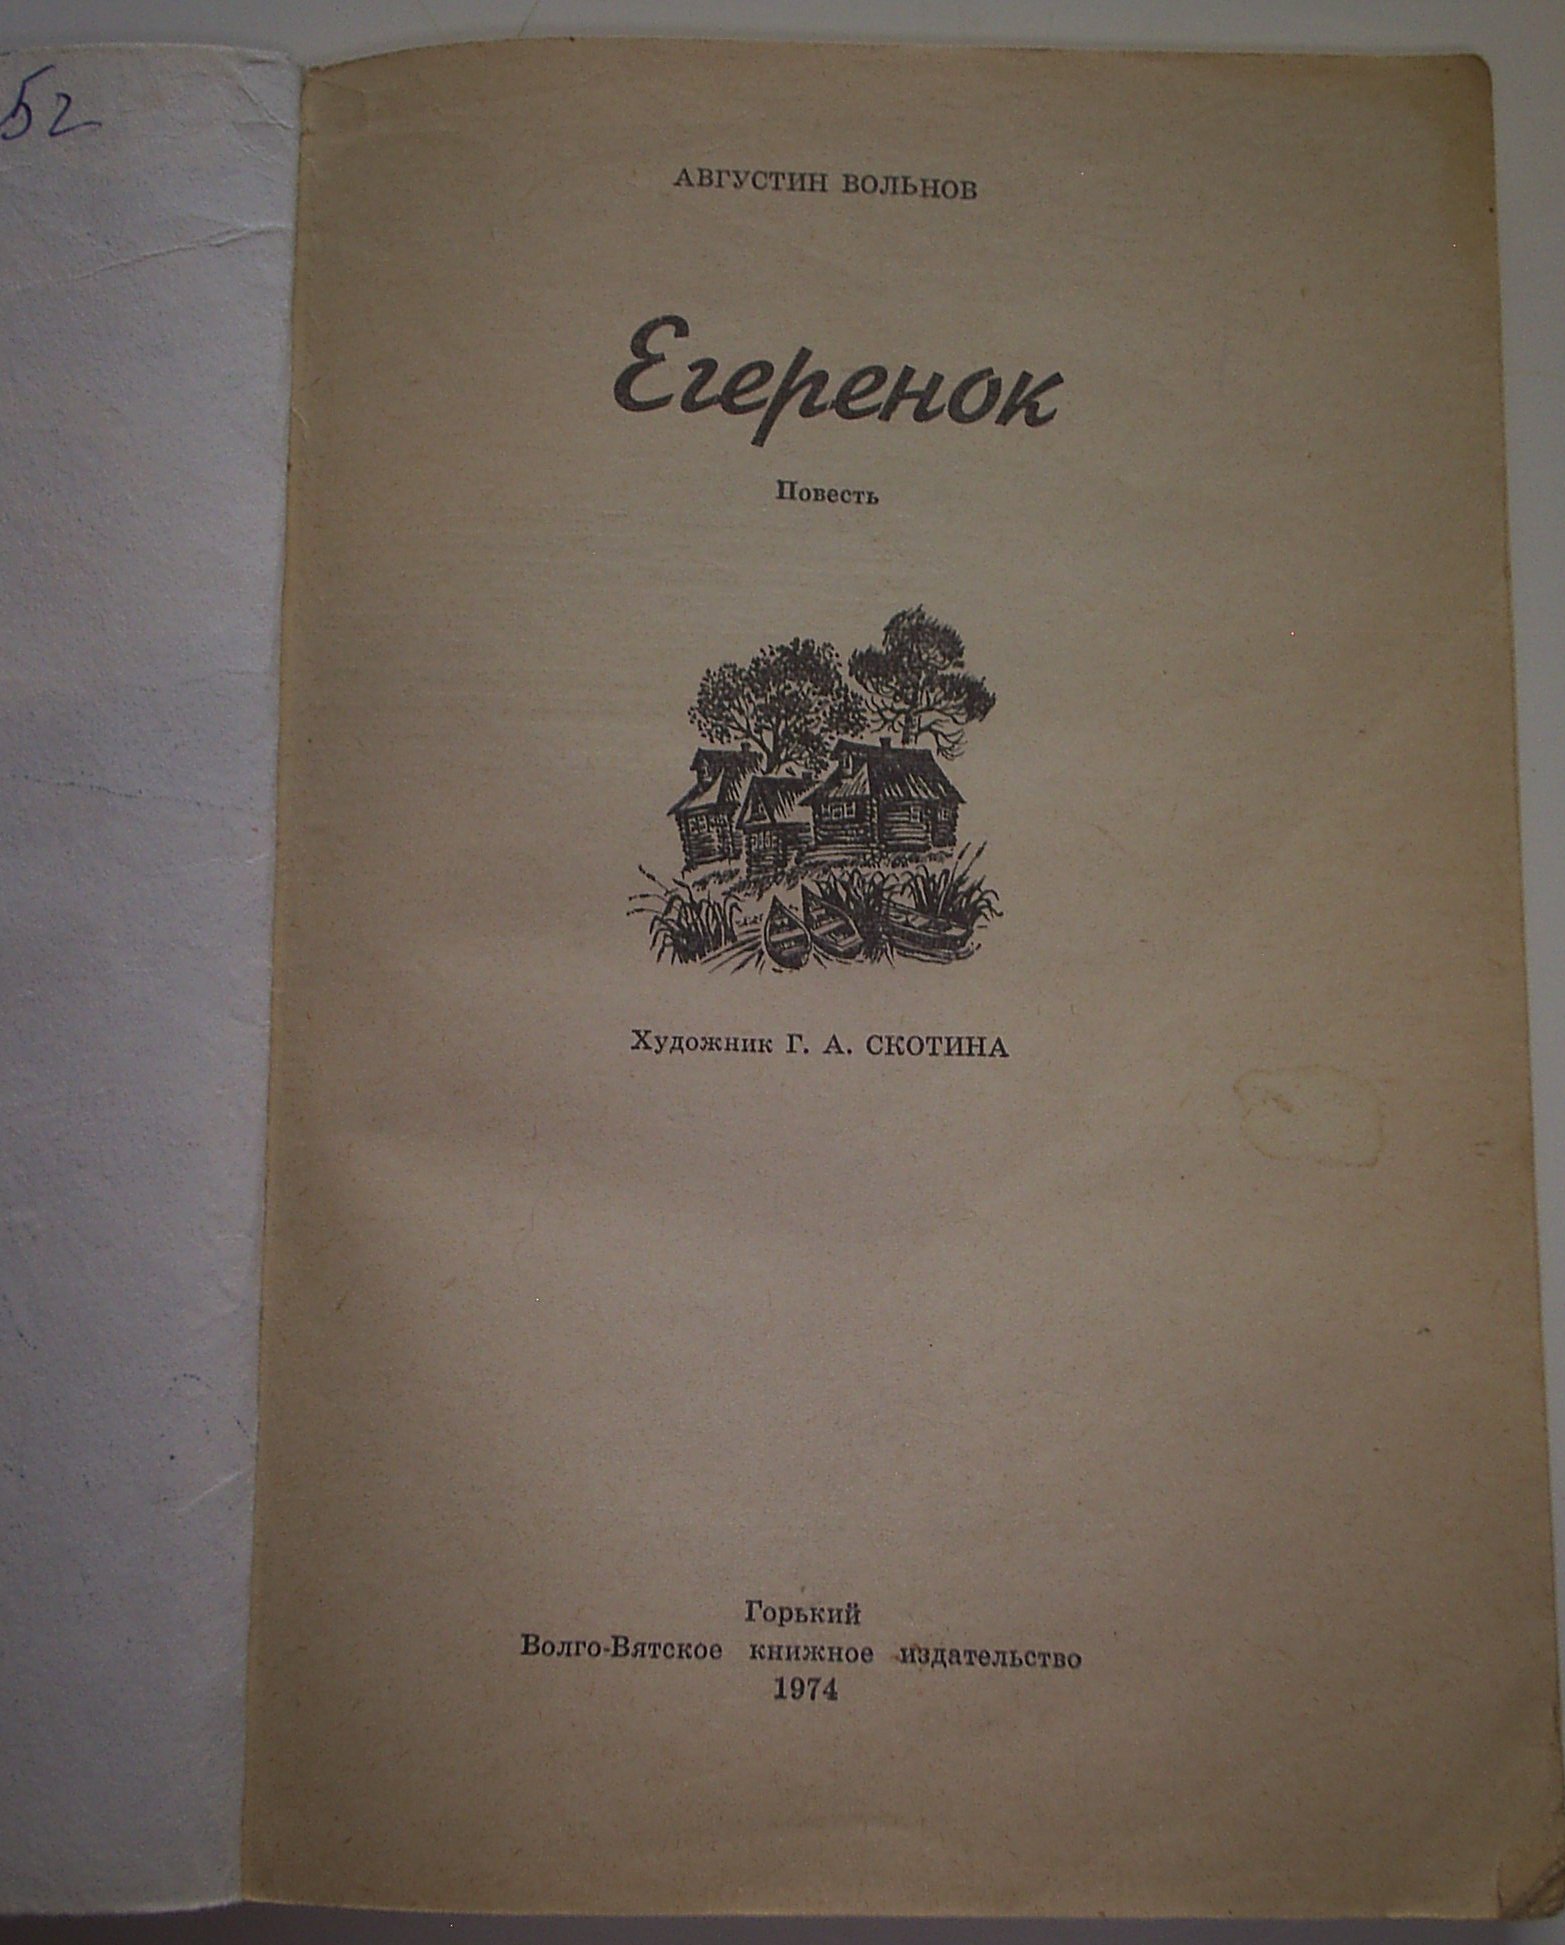 52
АВГУСТИН ВОЛЬНОВ
Егеренок
Повесть
Художник Г. А. СКОТИНА
Горький
Волго-Вятское книжное издательство
1974